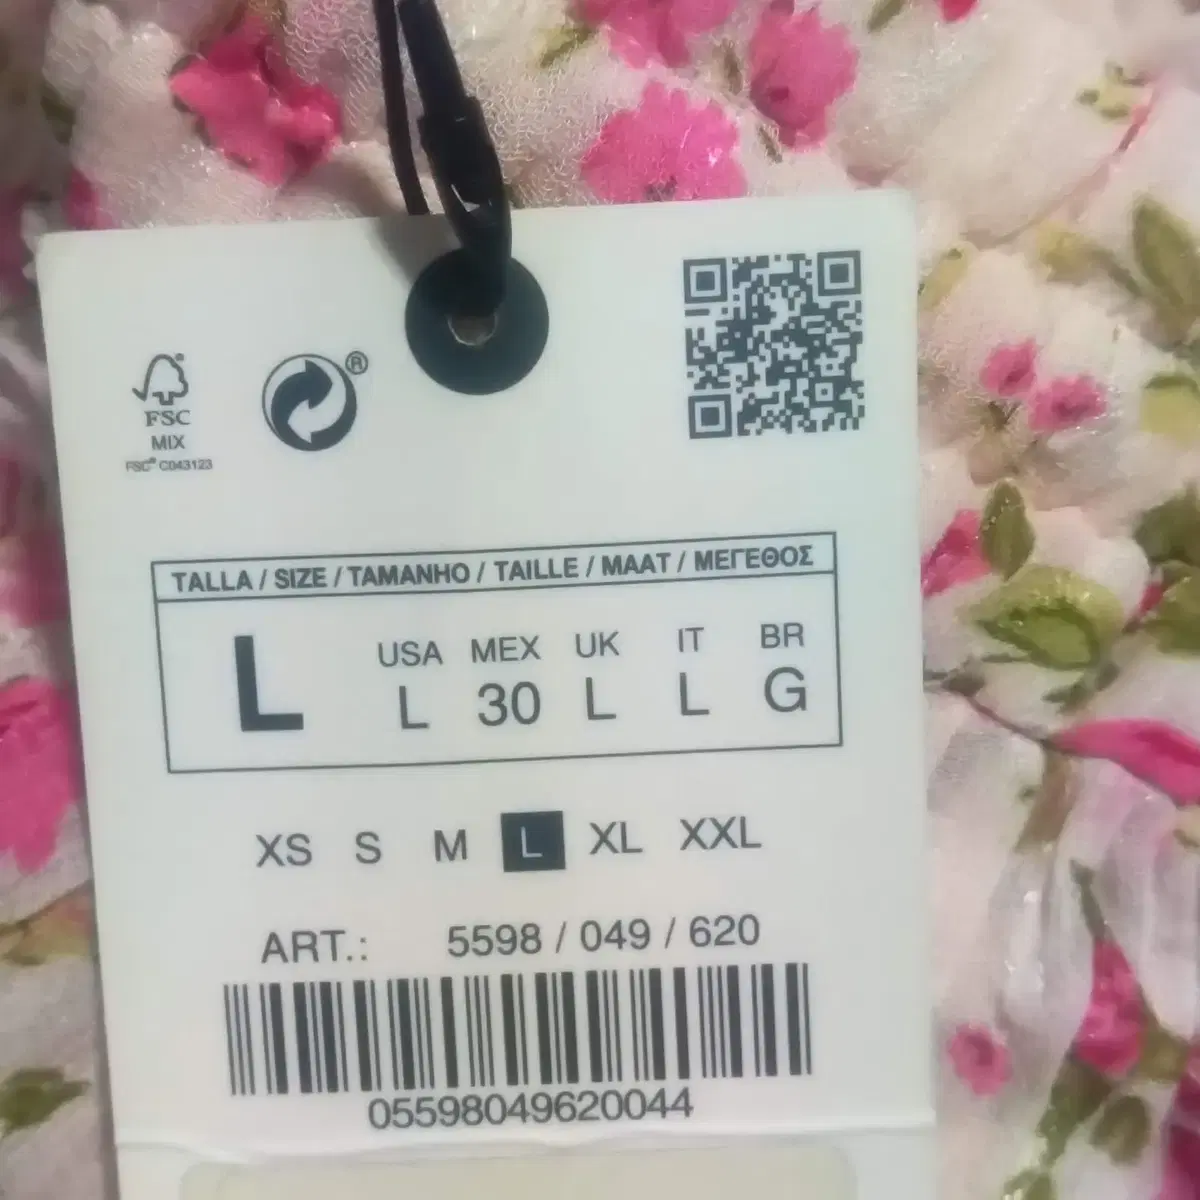 FSC
MIX
FSC® C043123
®
TALLA / SIZE / TAMANHO / TAILLE / MAAT / ΜΕΓΕΘΟΣ
L
USA MEX UK IT BR
L 30 L L G
XS S M L XL XXL
ART.: 5598 / 049 / 620
05598049620044